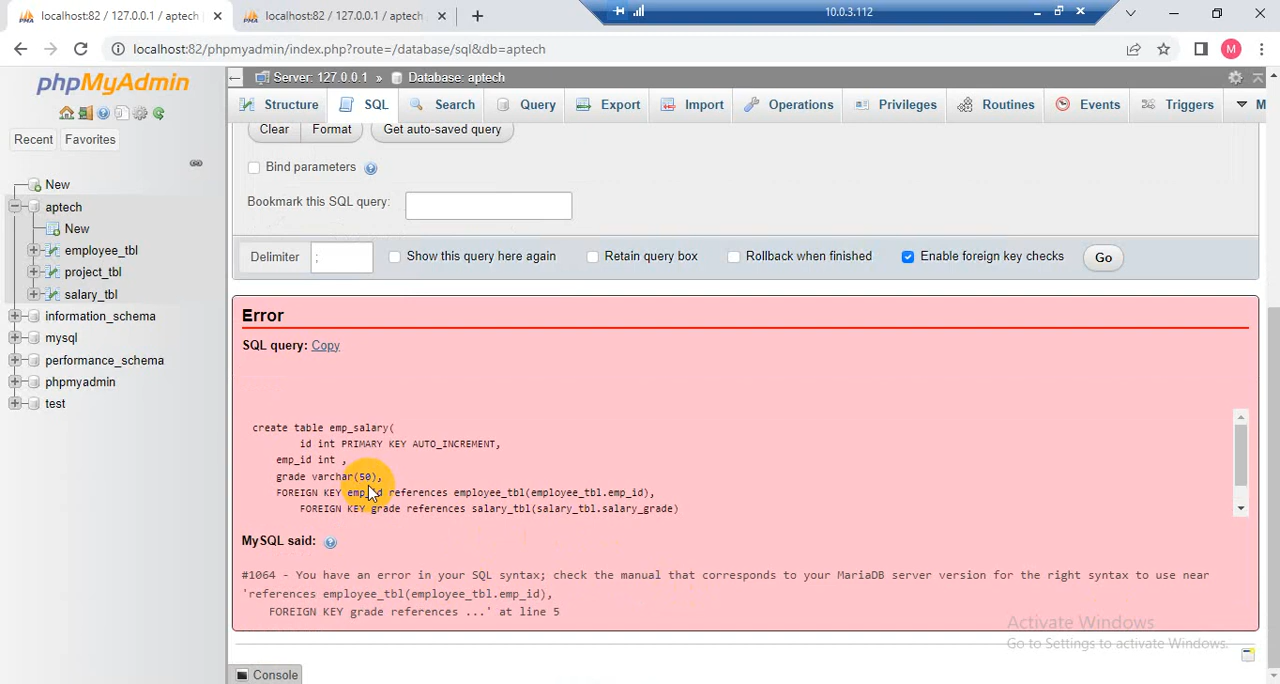 localhost:82 / 127.0.0.1 / aptech
localhost:82 / 127.0.0.1 / aptech
10.0.3.112
localhost:82/phpmyadmin/index.php?route=/database/sql&db=aptech
M
phpMyAdmin
Server: 127.0.0.1 » Database: aptech
Structure SQL Search Query Export Import Operations Privileges Routines Events Triggers M
Recent Favorites
Clear Format Get auto-saved query
Bind parameters
Bookmark this SQL query:
New
aptech
New
employee_tbl
project_tbl
salary_tbl
information_schema
mysql
performance_schema
phpmyadmin
test
Delimiter ; Show this query here again Retain query box Rollback when finished Enable foreign key checks Go
Error
SQL query: Copy
create table emp_salary(
id int PRIMARY KEY AUTO_INCREMENT,
emp_id int ,
grade varchar(50),
FOREIGN KEY emp_id references employee_tbl(employee_tbl.emp_id),
FOREIGN KEY grade references salary_tbl(salary_tbl.salary_grade)
MySQL said:
#1064 - You have an error in your SQL syntax; check the manual that corresponds to your MariaDB server version for the right syntax to use near
'references employee_tbl(employee_tbl.emp_id),
FOREIGN KEY grade references ...' at line 5
Activate Windows
Go to Settings to activate Windows.
Console